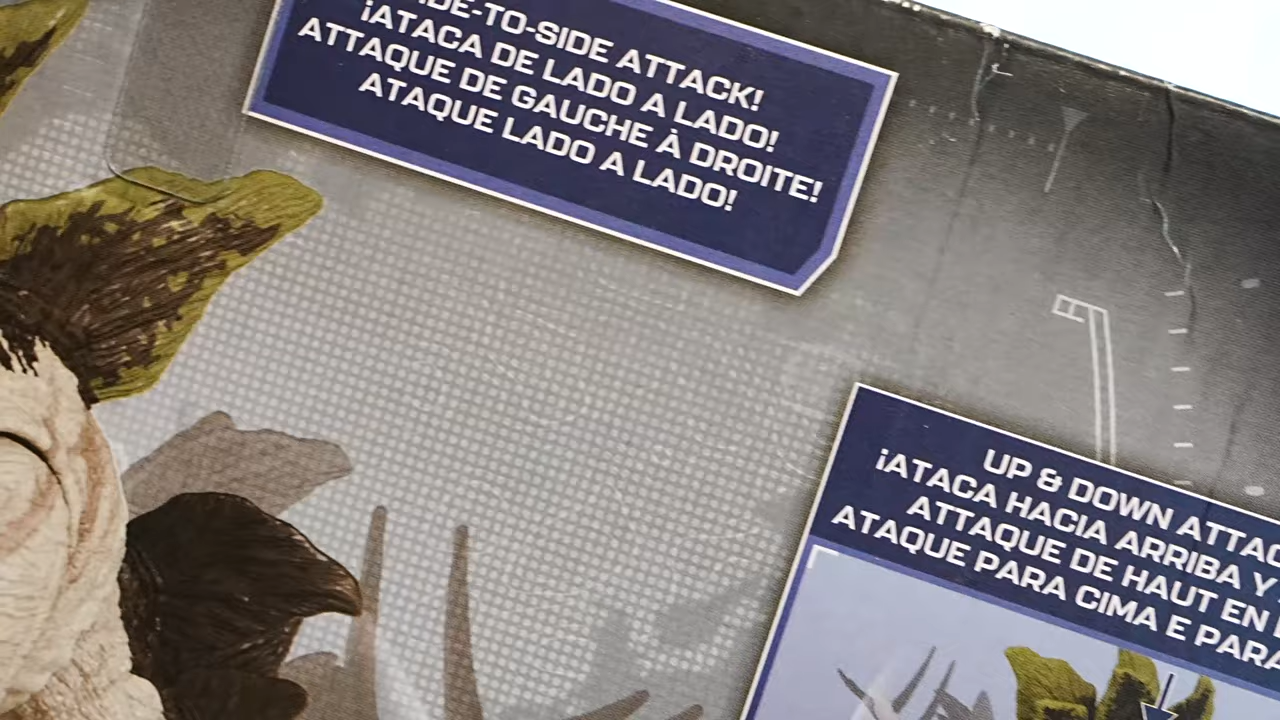 -TO-SIDE ATTACK!
¡ATACA DE LADO A LADO!
ATTAQUE DE GAUCHE À DROITE!
ATAQUE LADO A LADO!
UP & DOWN
¡ATACA HACIA ARRIBA Y
ATTAQUE DE HAUT EN
ATAQUE PARA CIMA E